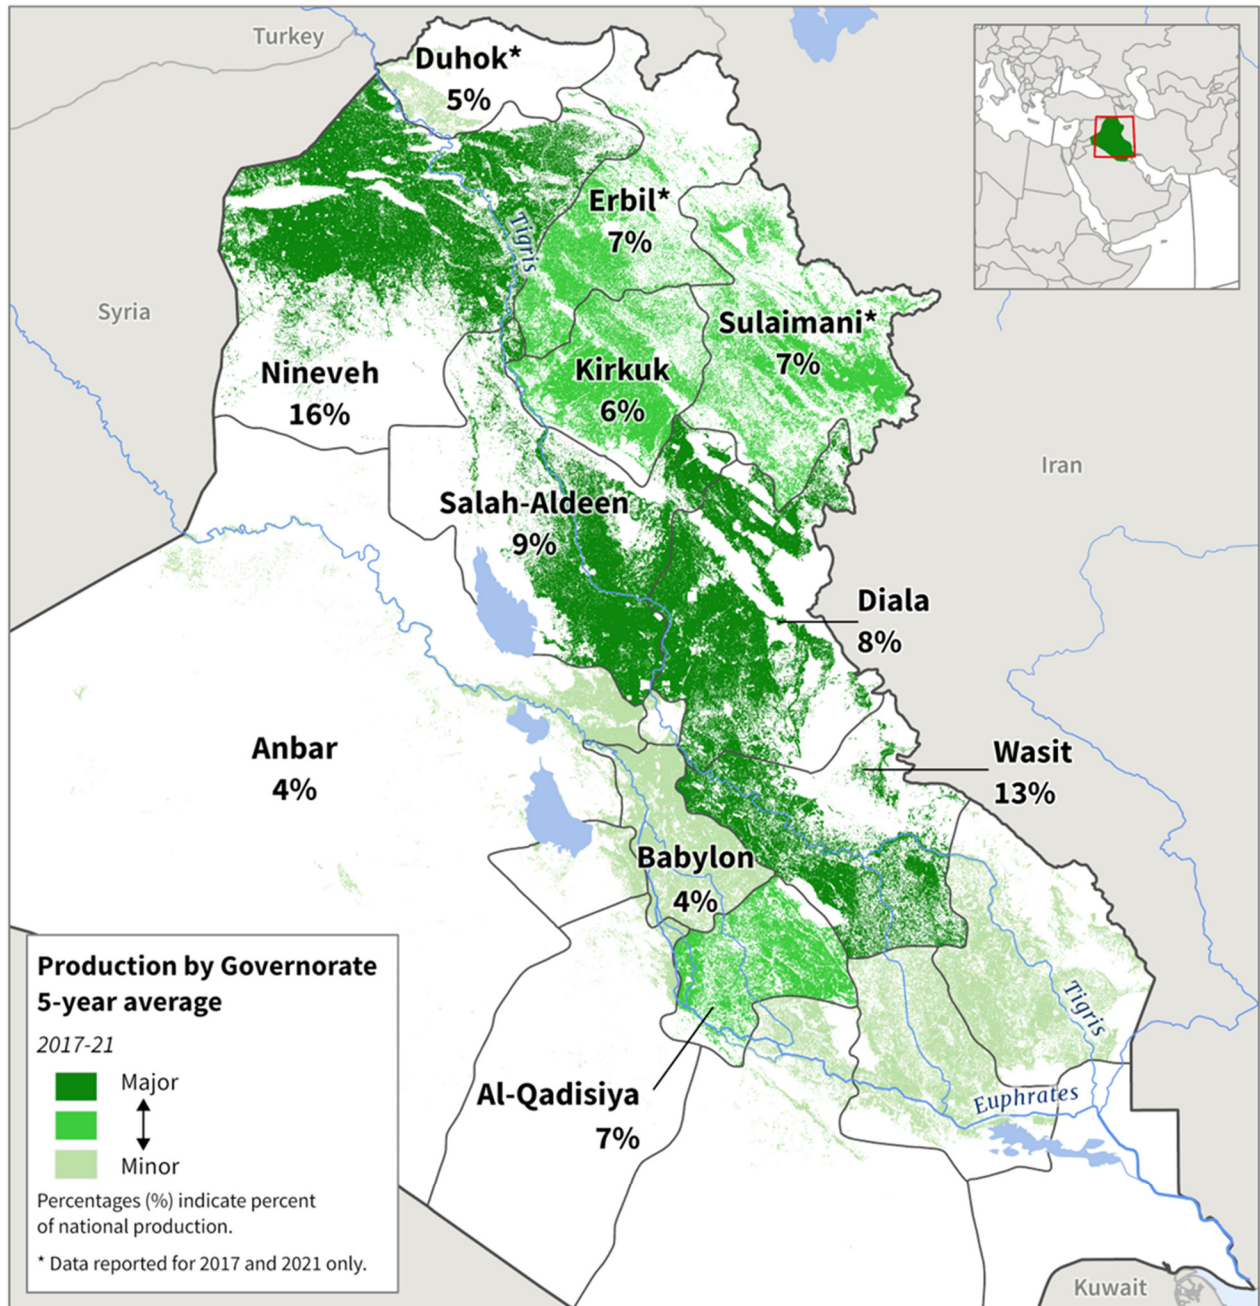 Turkey
Duhok*
5%
Erbil*
7%
Tigris
Syria
Sulaimani*
7%
Nineveh
16%
Kirkuk
6%
Iran
Salah-Aldeen
9%
Diala
8%
Anbar
4%
Wasit
13%
Babylon
4%
Tigris
Al-Qadisiya
7%
Euphrates
Kuwait
Production by Governorate
5-year average
2017-21
Major
Minor
Percentages (%) indicate percent
of national production.
* Data reported for 2017 and 2021 only.